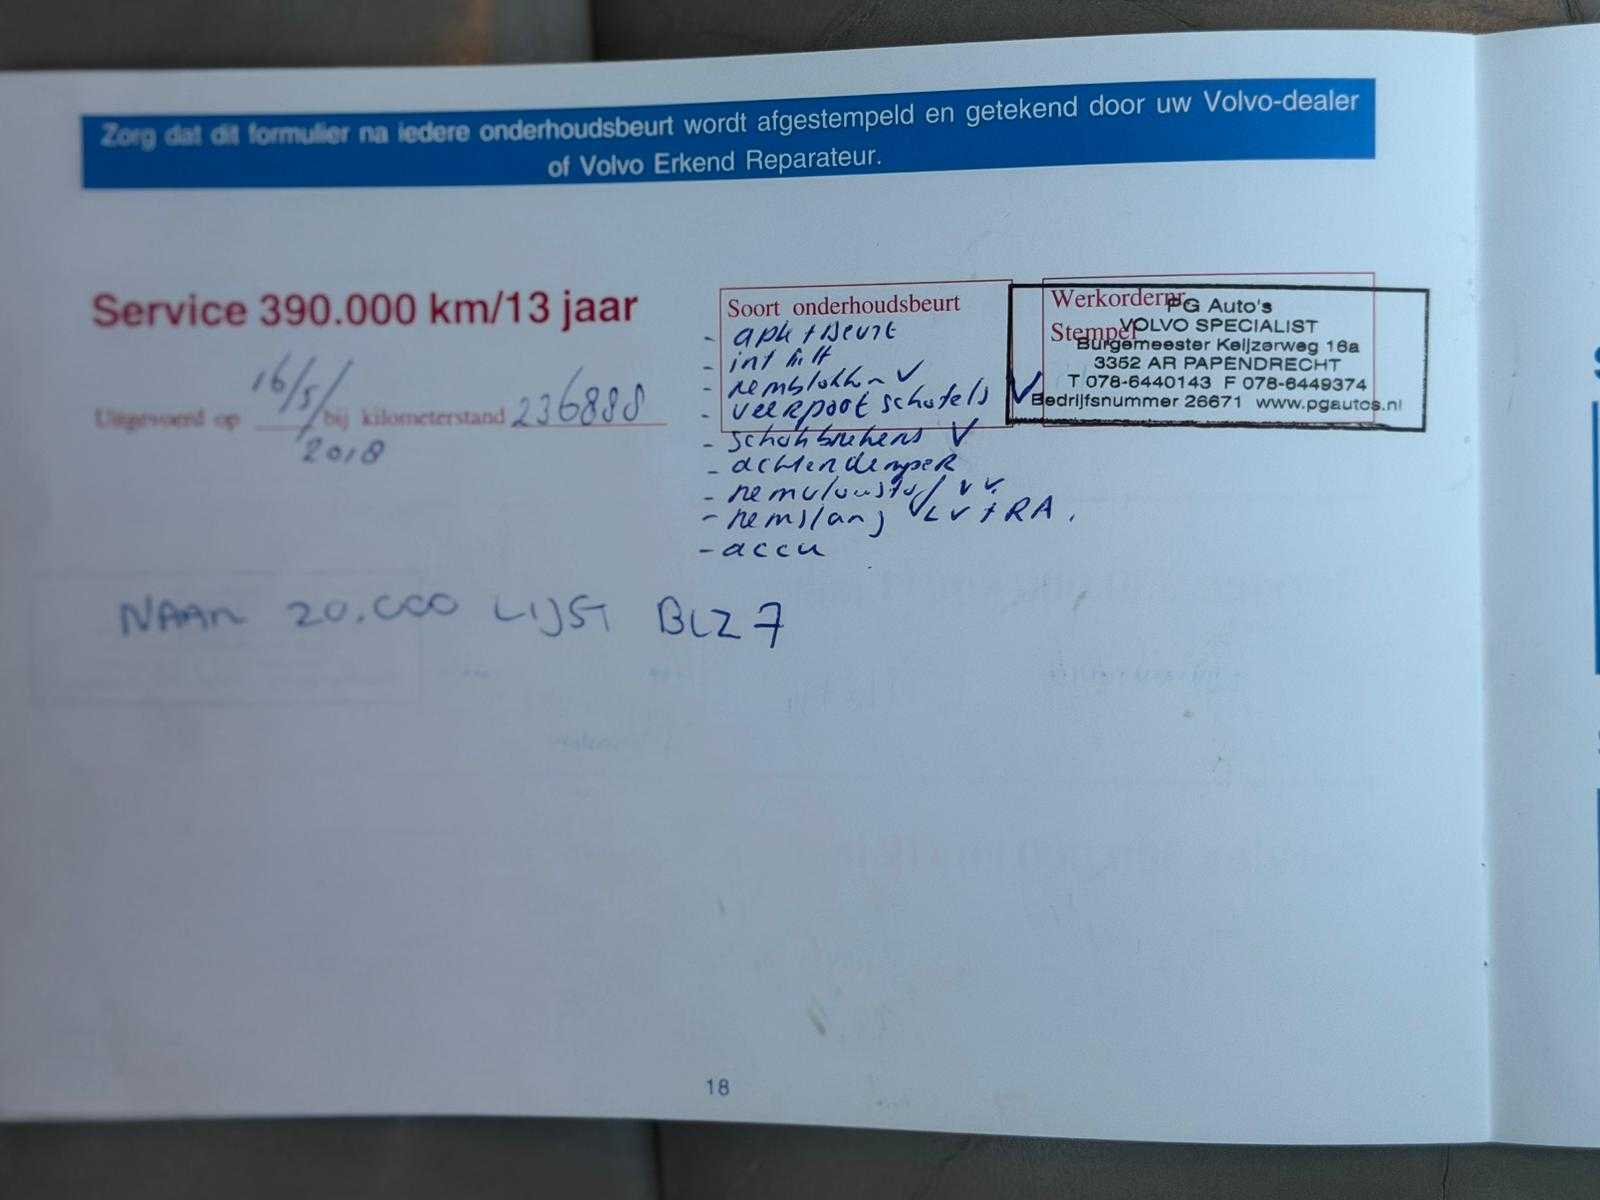 Zorg dat dit formulier na iedere onderhoudsbeurt wordt afgestempeld en getekend door uw Volvo-dealer
of Volvo Erkend Reparateur.
Service 390.000 km/13 jaar
Uitgevoerd op 16/5/2018 bij kilometerstand 236888
Soort onderhoudsbeurt
- apk + Beurt
- int filt
- remblokken ✓
- veerpoot schotels ✓
- schokbrekers ✓
- achterdemper
- remvloeistof ✓✓
- remslang LV + RA.
- accu
Werkordernr.
Stempel
PG Auto's
VOLVO SPECIALIST
Burgemeester Keijzerweg 16a
3352 AR PAPENDRECHT
T 078-6440143 F 078-6449374
Bedrijfsnummer 26671 www.pgautos.nl
NAAR 20.000 LIJST BLZ 7
18